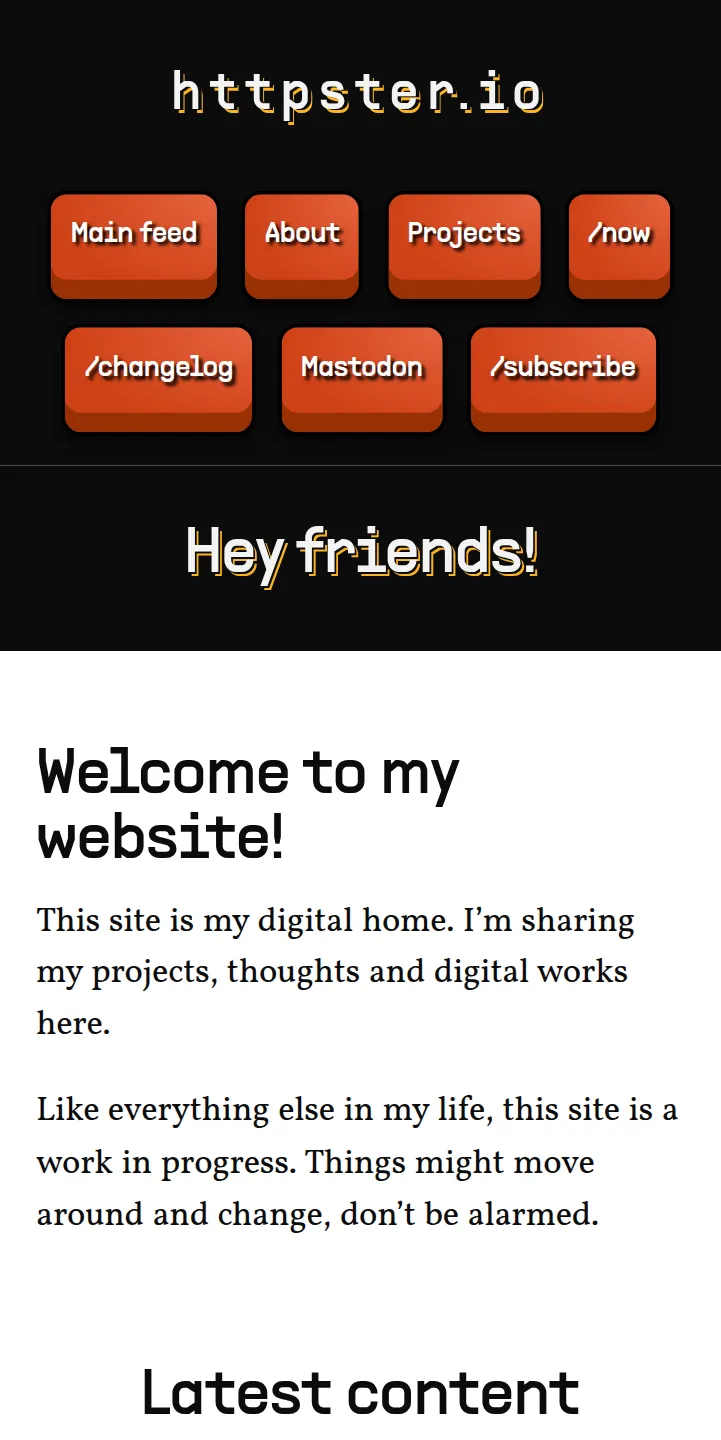 httpster.io
Main feed About Projects /now
/changelog Mastodon /subscribe
Hey friends!
Welcome to my
website!
This site is my digital home. I’m sharing
my projects, thoughts and digital works
here.
Like everything else in my life, this site is a
work in progress. Things might move
around and change, don’t be alarmed.
Latest content